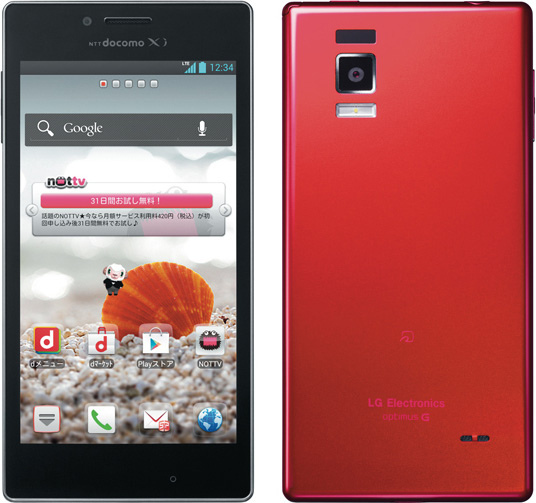 NTT docomo Xi
LTE 12:34
Google
nottv
31日間お試し無料！
話題のNOTTV★今なら月額サービス利用料420円（税込）が初
回申し込み後31日間無料でお試し♪
dメニュー dマーケット Playストア NOTTV
LG Electronics
optimus G